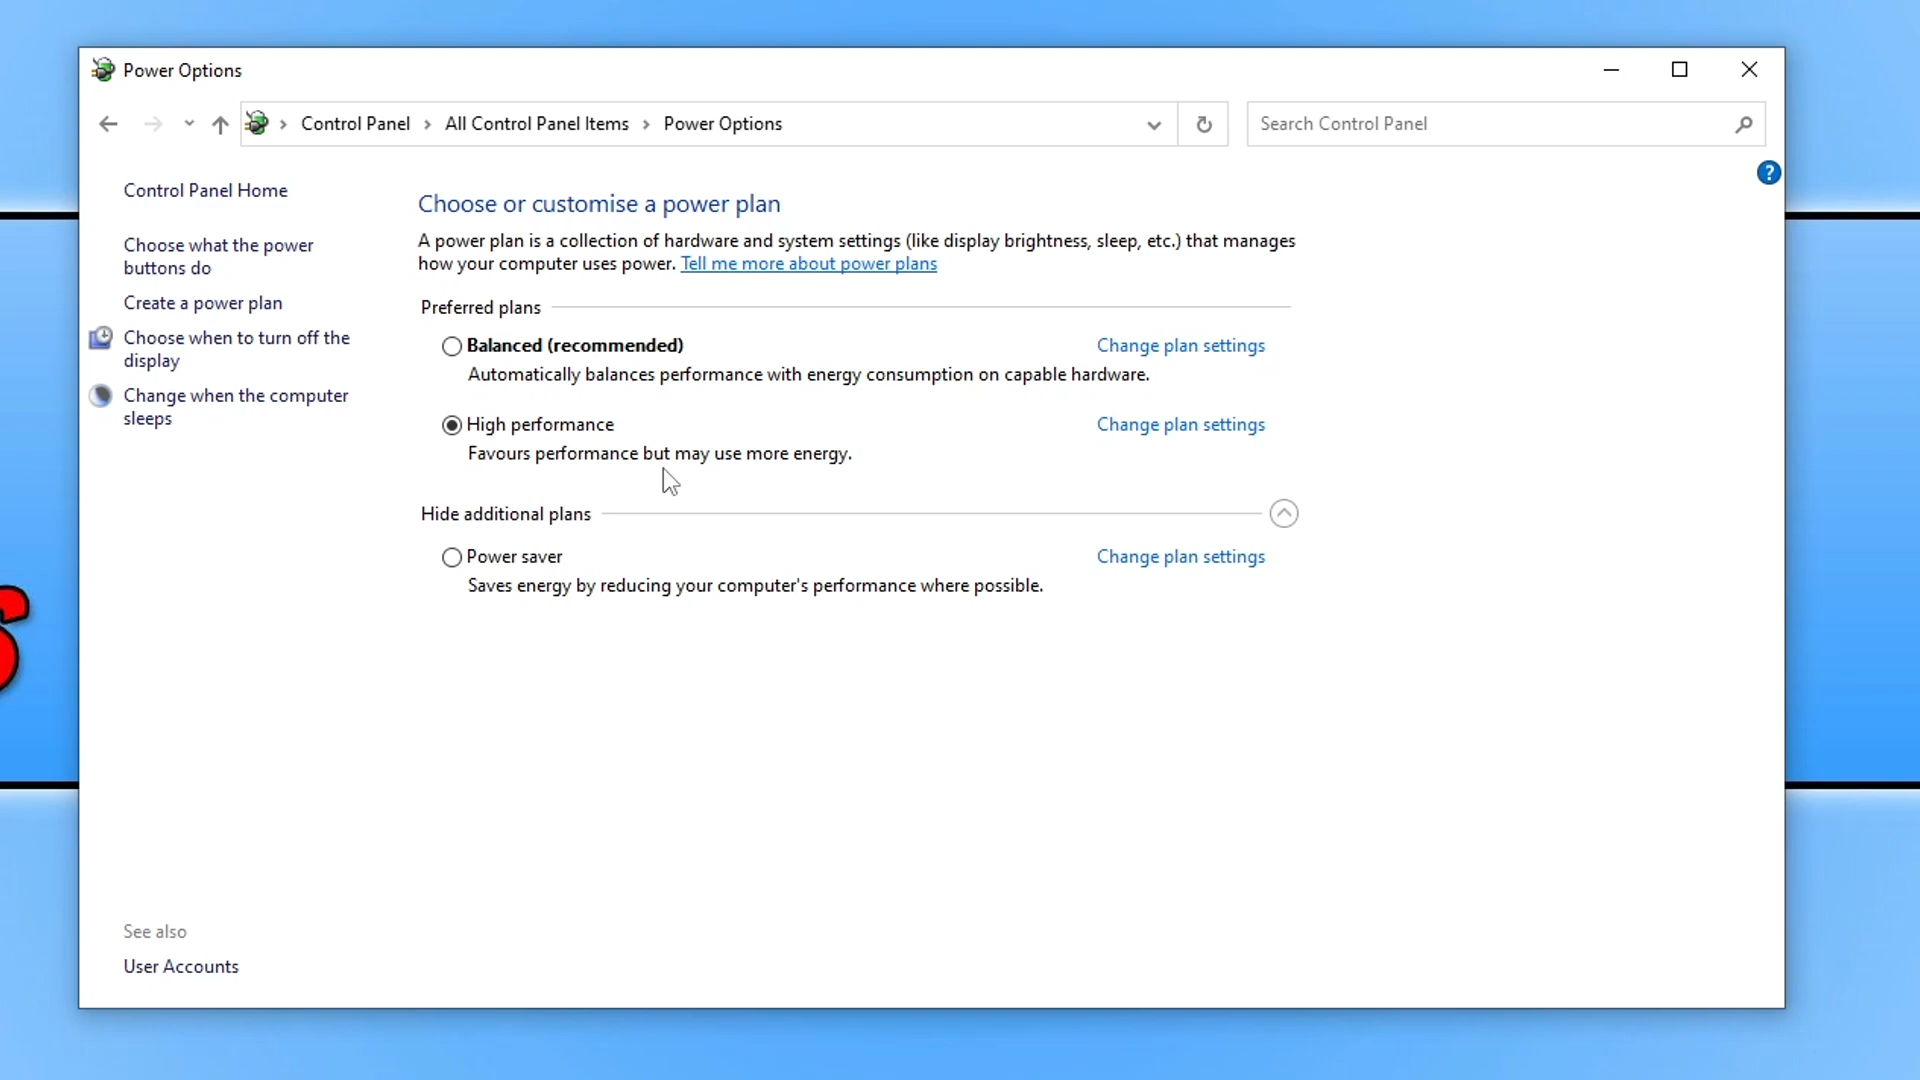 Power Options
Control Panel > All Control Panel Items > Power Options
Search Control Panel
?
Control Panel Home
Choose what the power
buttons do
Create a power plan
Choose when to turn off the
display
Change when the computer
sleeps
See also
User Accounts
Choose or customise a power plan
A power plan is a collection of hardware and system settings (like display brightness, sleep, etc.) that manages
how your computer uses power. Tell me more about power plans
Preferred plans
Balanced (recommended) Change plan settings
Automatically balances performance with energy consumption on capable hardware.
High performance Change plan settings
Favours performance but may use more energy.
Hide additional plans
Power saver Change plan settings
Saves energy by reducing your computer's performance where possible.